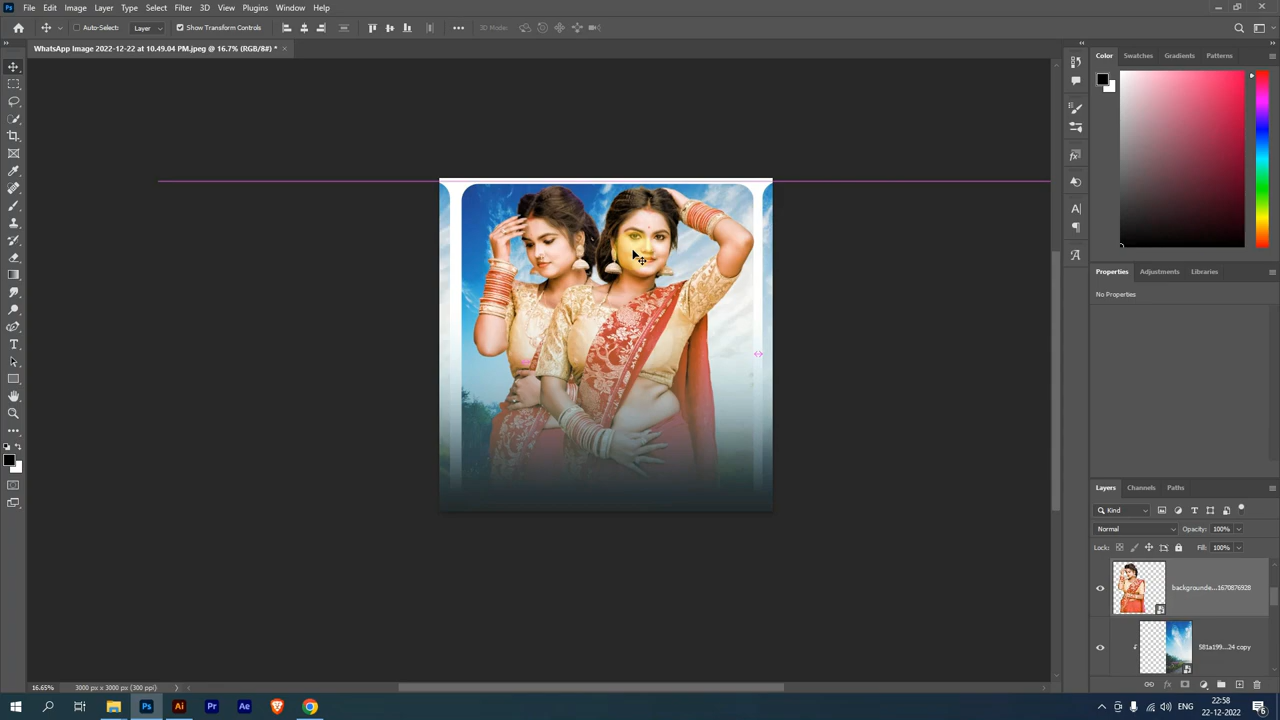 File Edit Image Layer Type Select Filter 3D View Plugins Window Help
Auto-Select: Layer Show Transform Controls 3D Mode:
WhatsApp Image 2022-12-22 at 10.49.04 PM.jpeg @ 16.7% (RGB/8#) *
Color Swatches Gradients Patterns
Properties Adjustments Libraries
No Properties
Layers Channels Paths
Kind
Normal Opacity: 100%
Lock: Fill: 100%
backgrounde...1670876928
581a199...24 copy
16.65% 3000 px x 3000 px (300 ppi)
ENG
22:58
22-12-2022